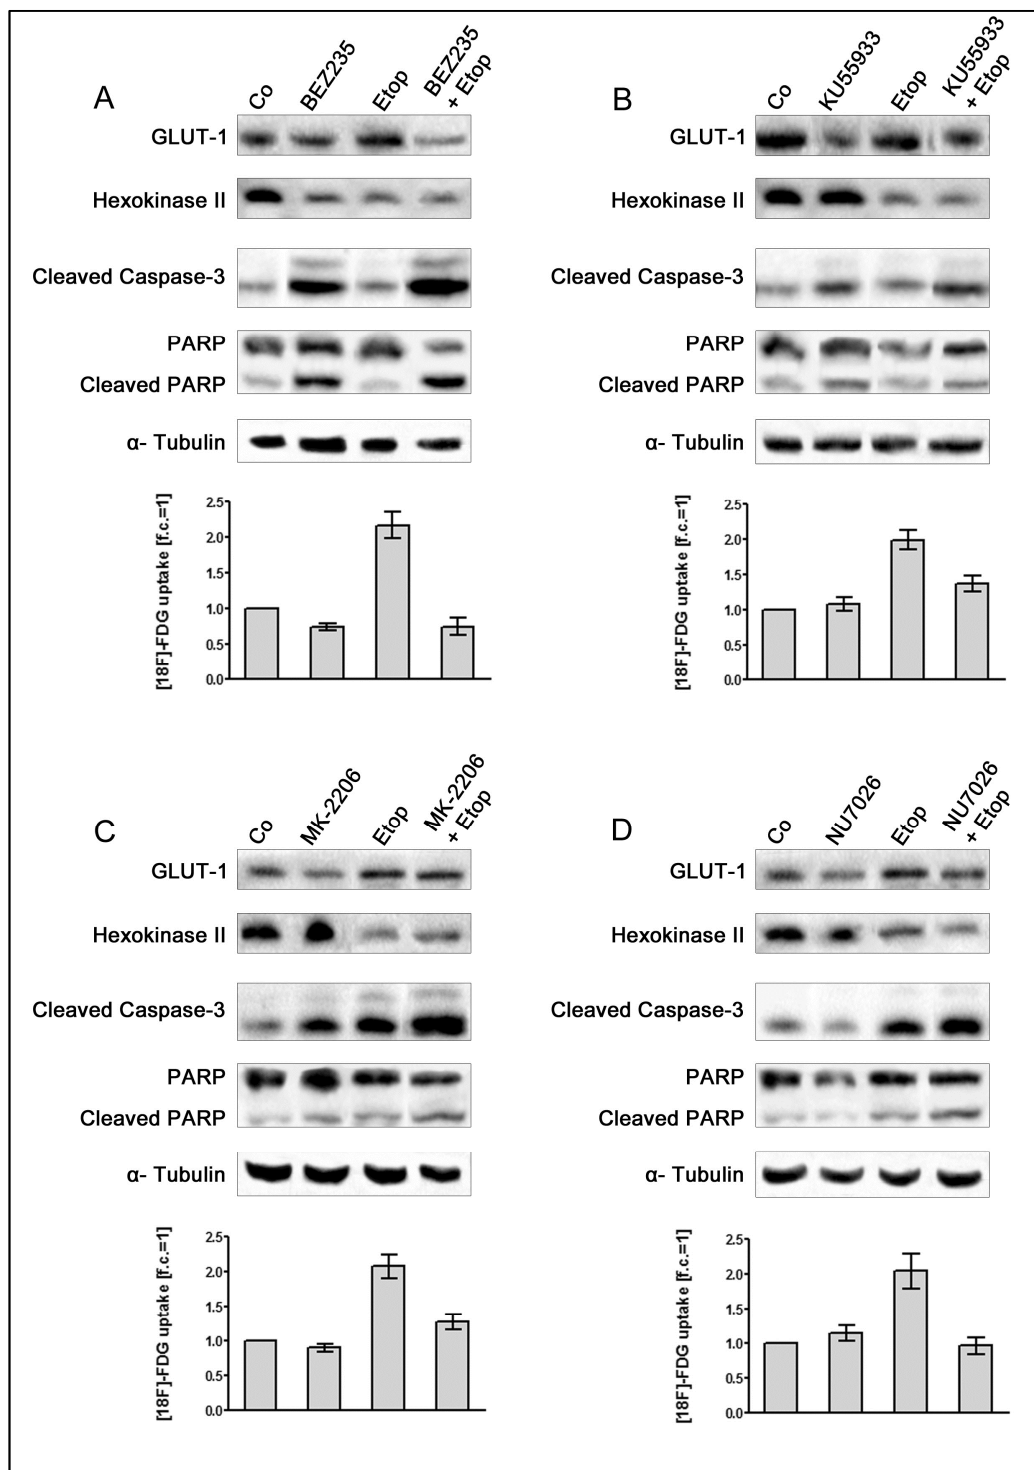 A
Co
BEZ235
Etop
BEZ235
+ Etop
GLUT-1
Hexokinase II
Cleaved Caspase-3
PARP
Cleaved PARP
α- Tubulin
[18F]-FDG uptake [f.c.=1]
2.5
2.0
1.5
1.0
0.5
0.0
B
Co
KU55933
Etop
KU55933
+ Etop
GLUT-1
Hexokinase II
Cleaved Caspase-3
PARP
Cleaved PARP
α- Tubulin
[18F]-FDG uptake [f.c.=1]
2.5
2.0
1.5
1.0
0.5
0.0
C
Co
MK-2206
Etop
MK-2206
+ Etop
GLUT-1
Hexokinase II
Cleaved Caspase-3
PARP
Cleaved PARP
α- Tubulin
[18F]-FDG uptake [f.c.=1]
2.5
2.0
1.5
1.0
0.5
0.0
D
Co
NU7026
Etop
NU7026
+ Etop
GLUT-1
Hexokinase II
Cleaved Caspase-3
PARP
Cleaved PARP
α- Tubulin
[18F]-FDG uptake [f.c.=1]
2.5
2.0
1.5
1.0
0.5
0.0